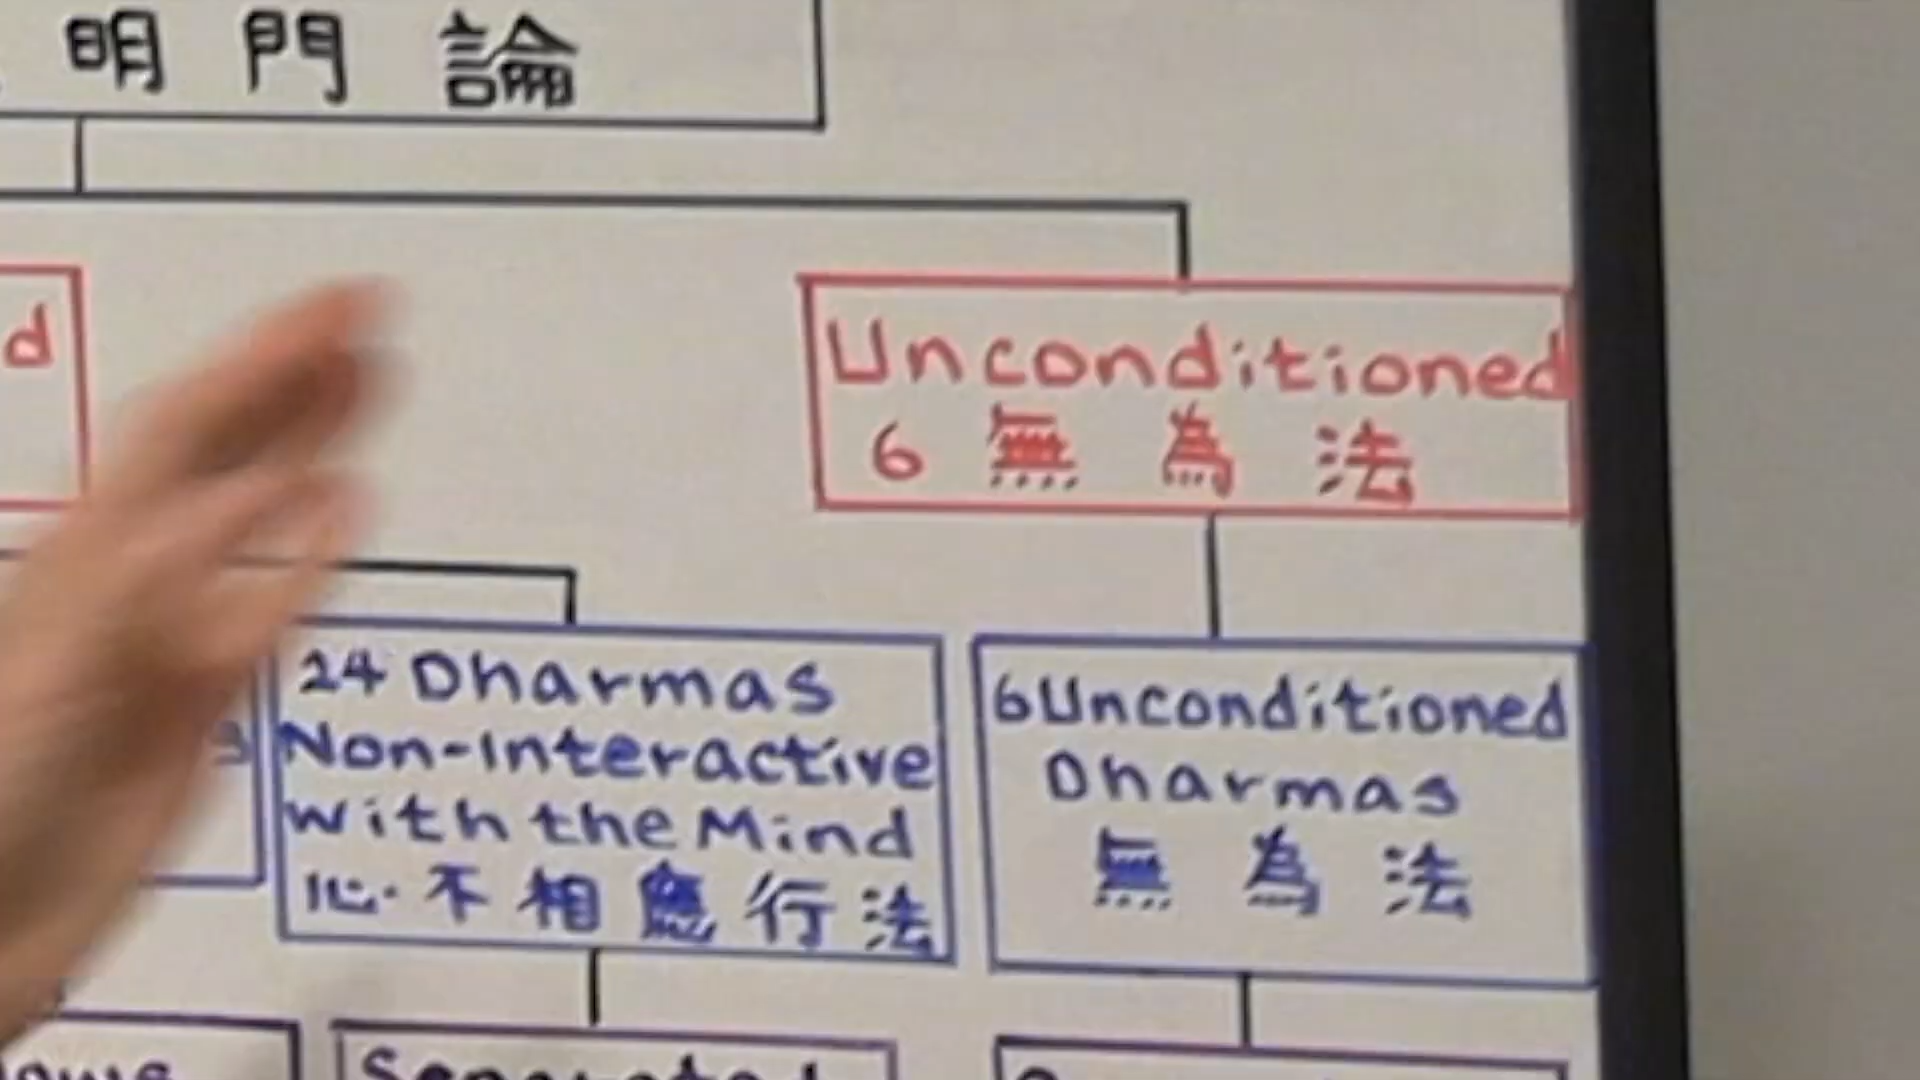 明門論
d
Unconditioned
6 無為法
24 Dharmas
Non-Interactive
With the Mind
心不相應行法
6 Unconditioned
Dharmas
無為法